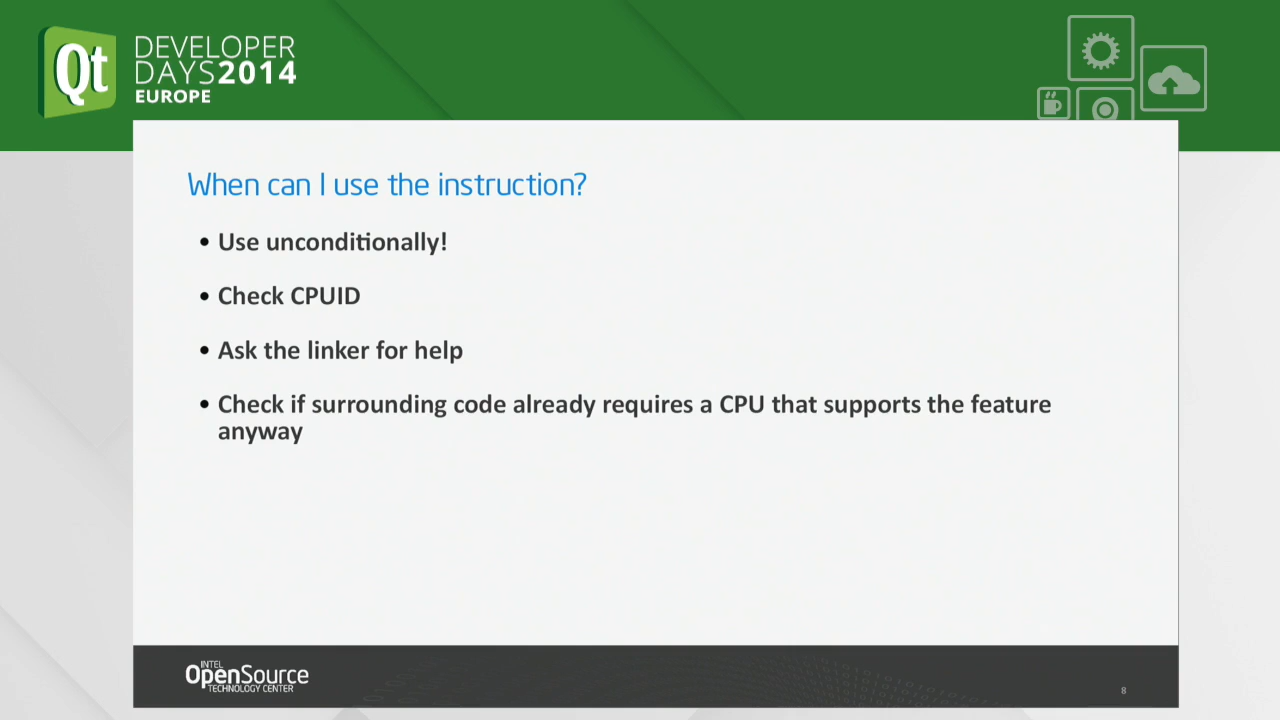 Qt
DEVELOPER
DAYS2014
EUROPE
When can I use the instruction?
• Use unconditionally!
• Check CPUID
• Ask the linker for help
• Check if surrounding code already requires a CPU that supports the feature
anyway
INTEL
OpenSource
TECHNOLOGY CENTER
8